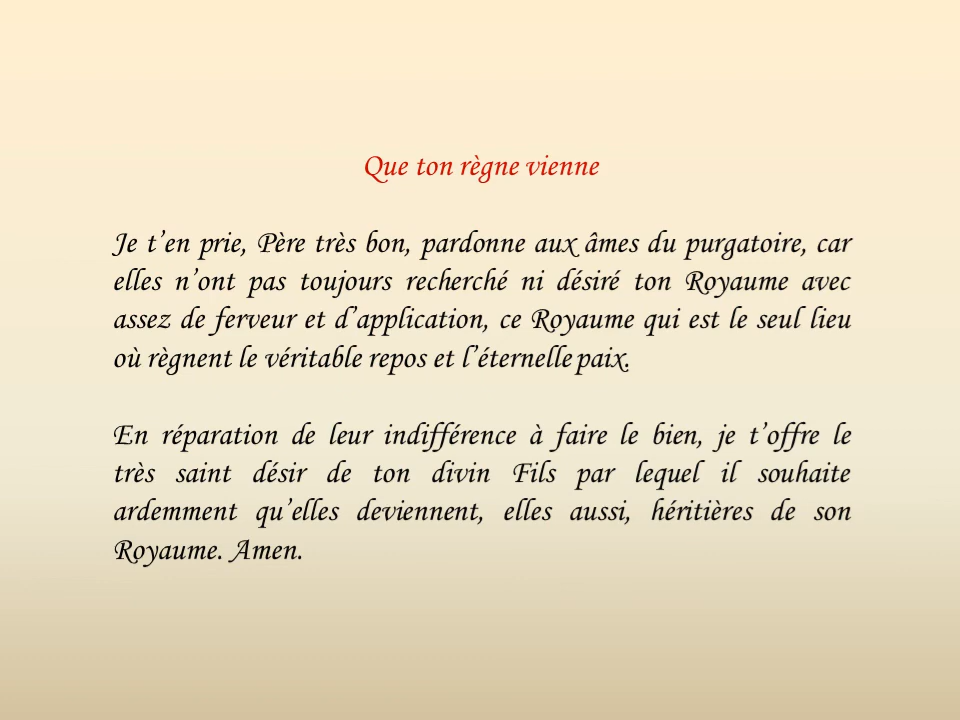 Que ton règne vienne
Je t’en prie, Père très bon, pardonne aux âmes du purgatoire, car
elles n’ont pas toujours recherché ni désiré ton Royaume avec
assez de ferveur et d’application, ce Royaume qui est le seul lieu
où règnent le véritable repos et l’éternelle paix.
En réparation de leur indifférence à faire le bien, je t’offre le
très saint désir de ton divin Fils par lequel il souhaite
ardemment qu’elles deviennent, elles aussi, héritières de son
Royaume. Amen.